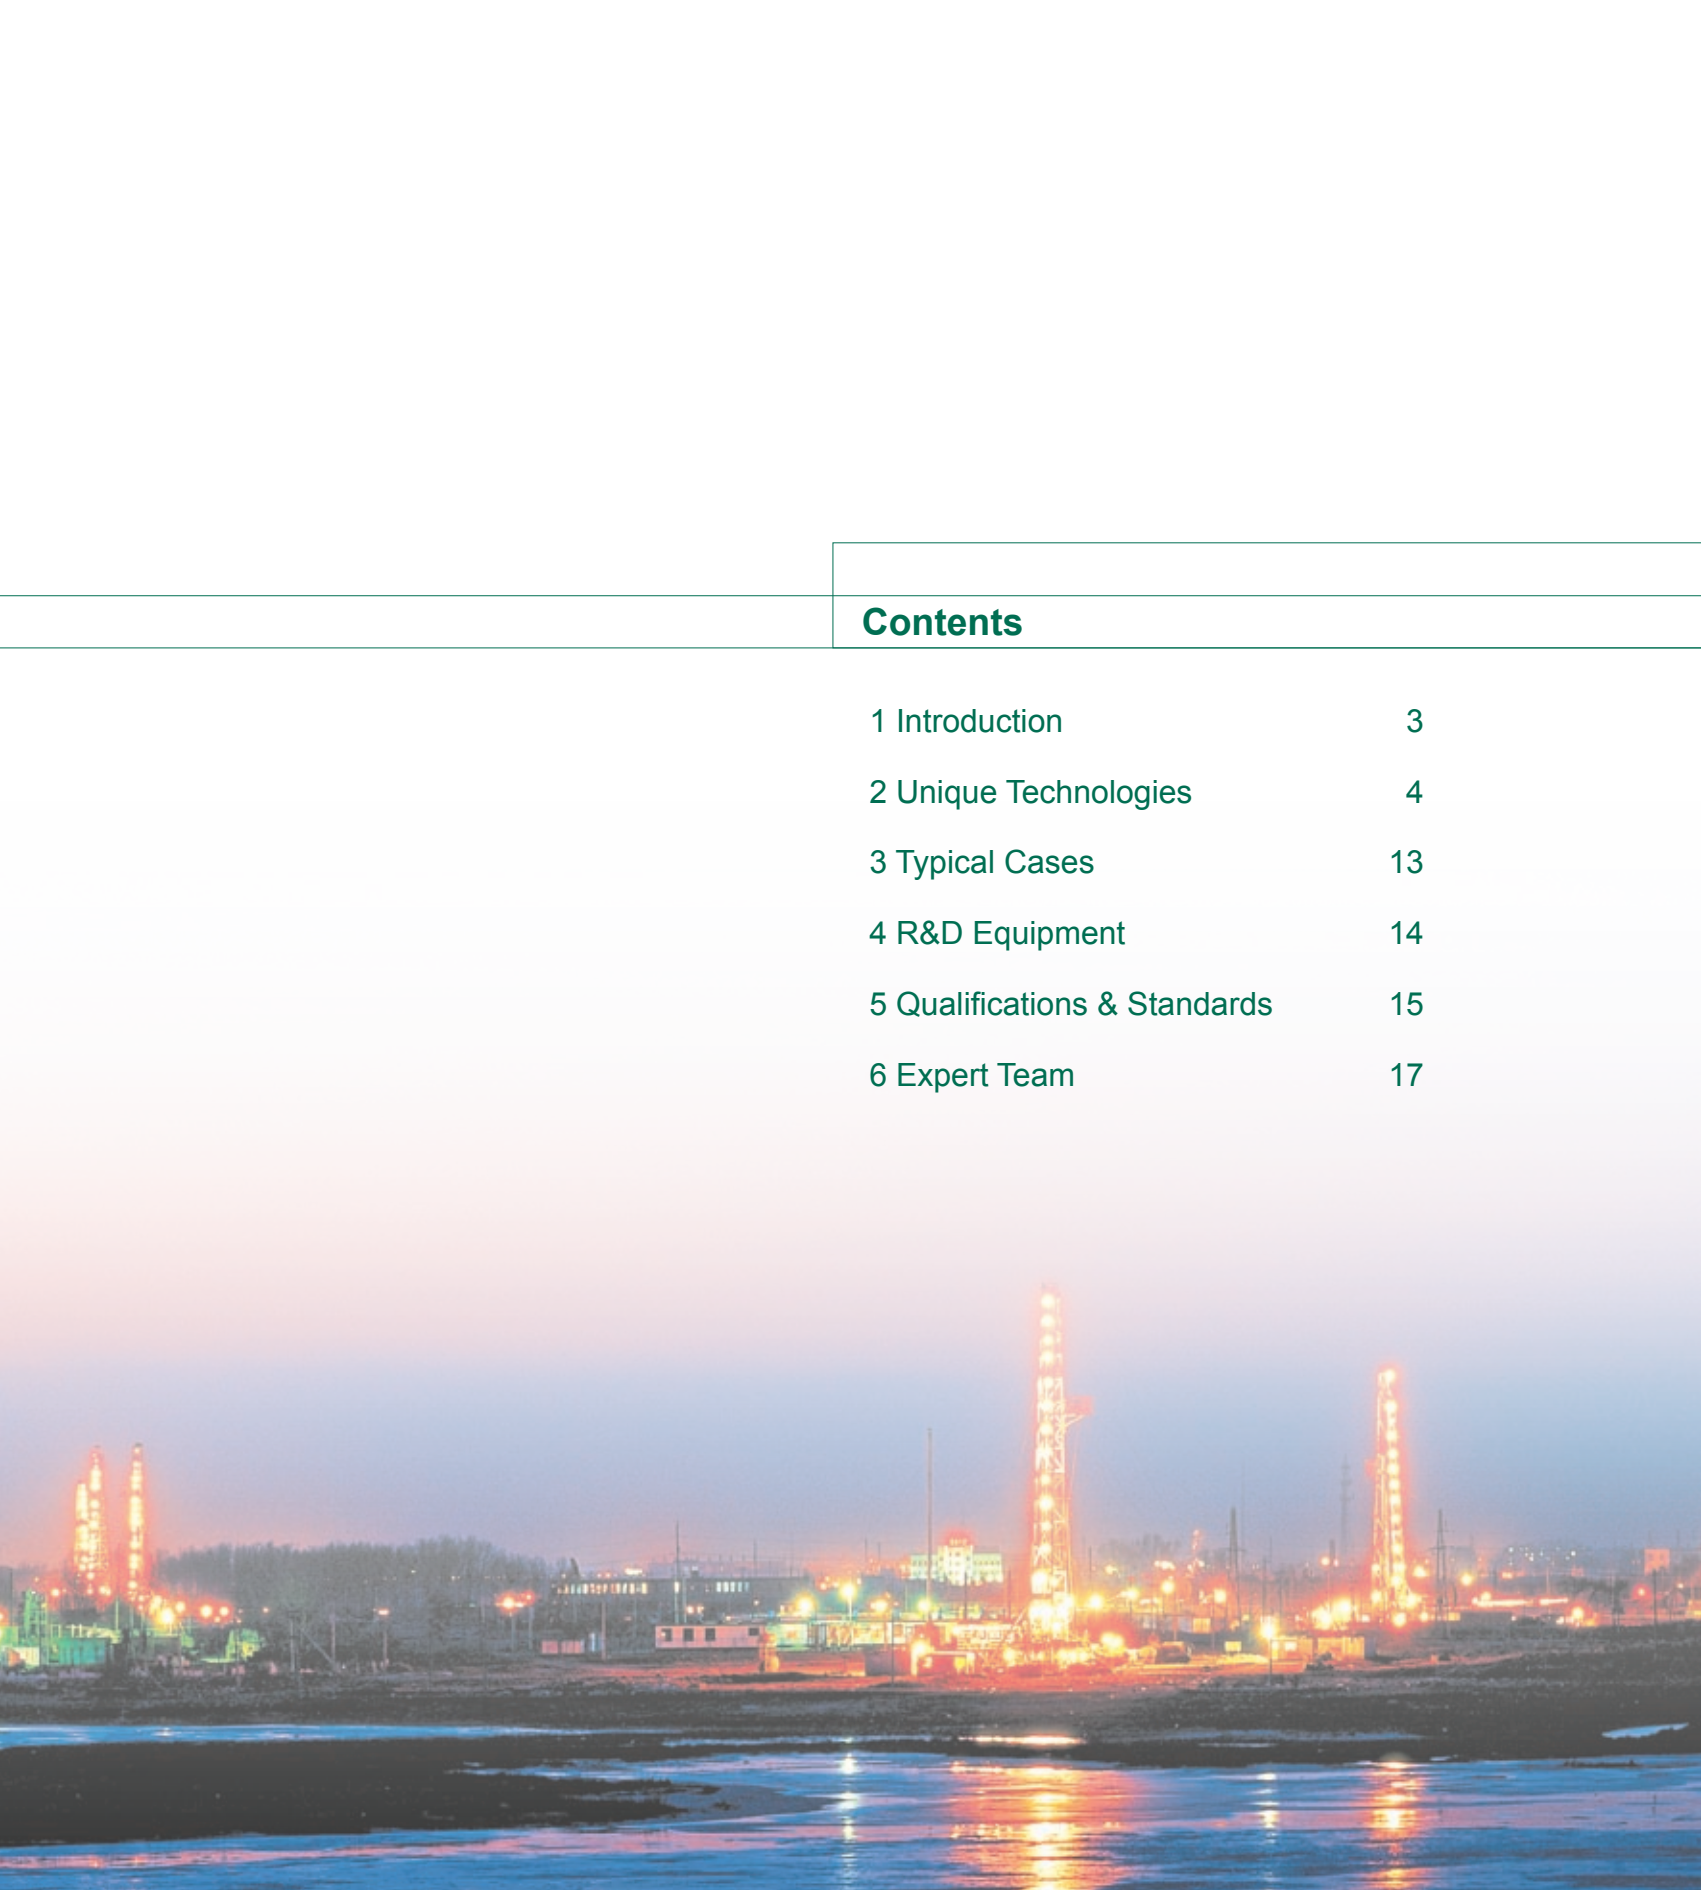 Contents
1 Introduction 3
2 Unique Technologies 4
3 Typical Cases 13
4 R&D Equipment 14
5 Qualifications & Standards 15
6 Expert Team 17